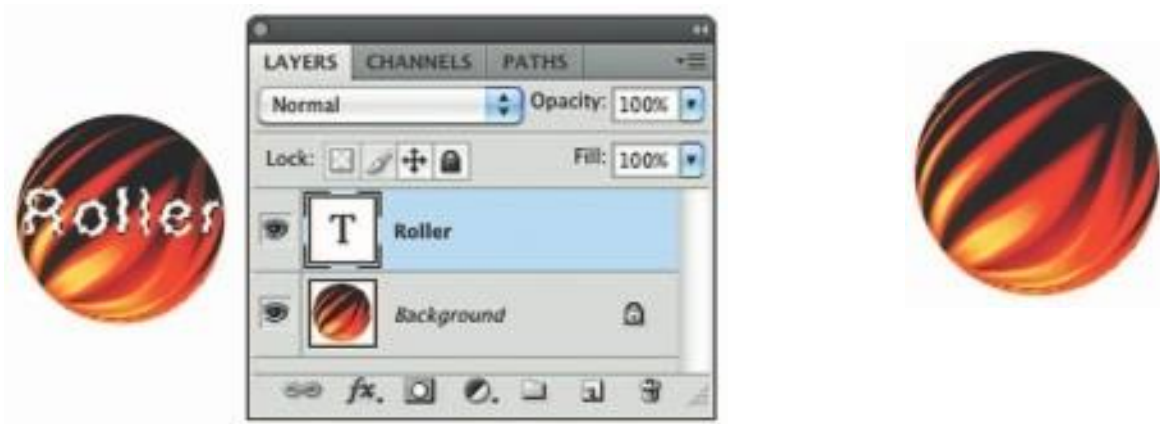 Roller
LAYERS CHANNELS PATHS
Normal Opacity: 100%
Lock: Fill: 100%
T Roller
Background
fx.